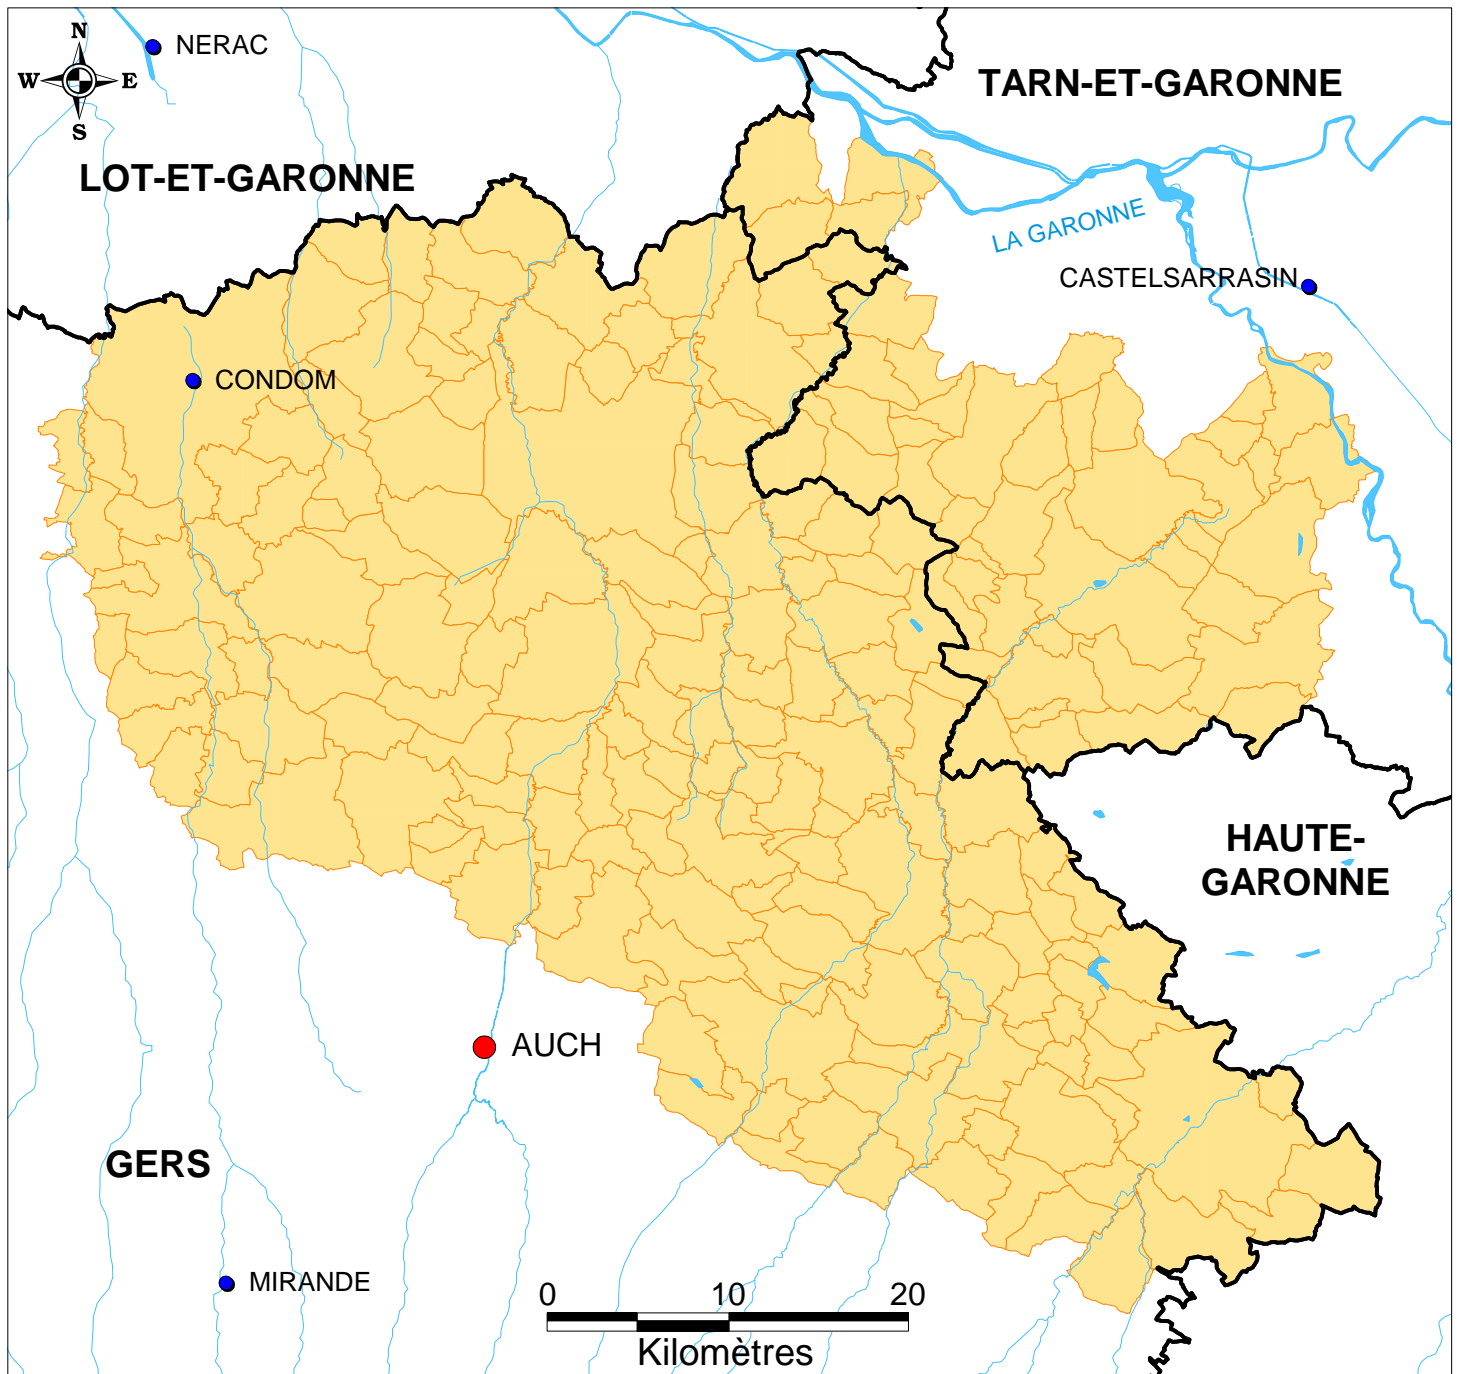 N
NERAC
W E
S
TARN-ET-GARONNE
LOT-ET-GARONNE
LA GARONNE
CASTELSARRASIN
CONDOM
HAUTE-
GARONNE
AUCH
GERS
MIRANDE
0 10 20
Kilomètres